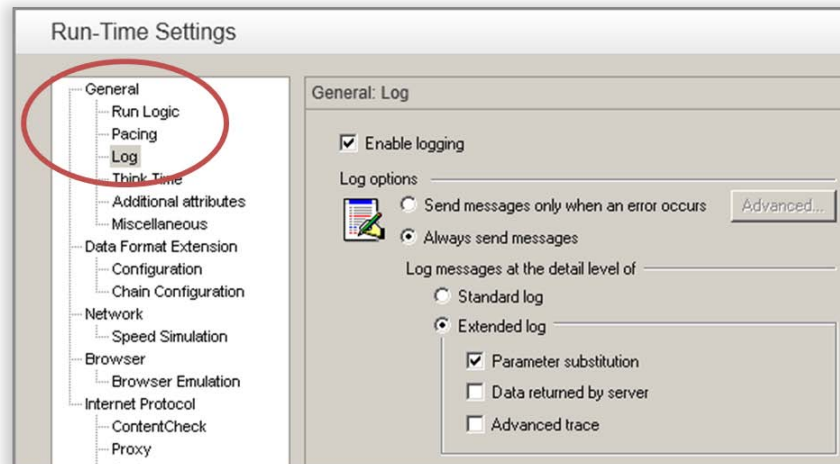 Run-Time Settings
General
Run Logic
Pacing
Log
Think Time
Additional attributes
Miscellaneous
Data Format Extension
Configuration
Chain Configuration
Network
Speed Simulation
Browser
Browser Emulation
Internet Protocol
ContentCheck
Proxy
General: Log
Enable logging
Log options
Send messages only when an error occurs
Advanced...
Always send messages
Log messages at the detail level of
Standard log
Extended log
Parameter substitution
Data returned by server
Advanced trace